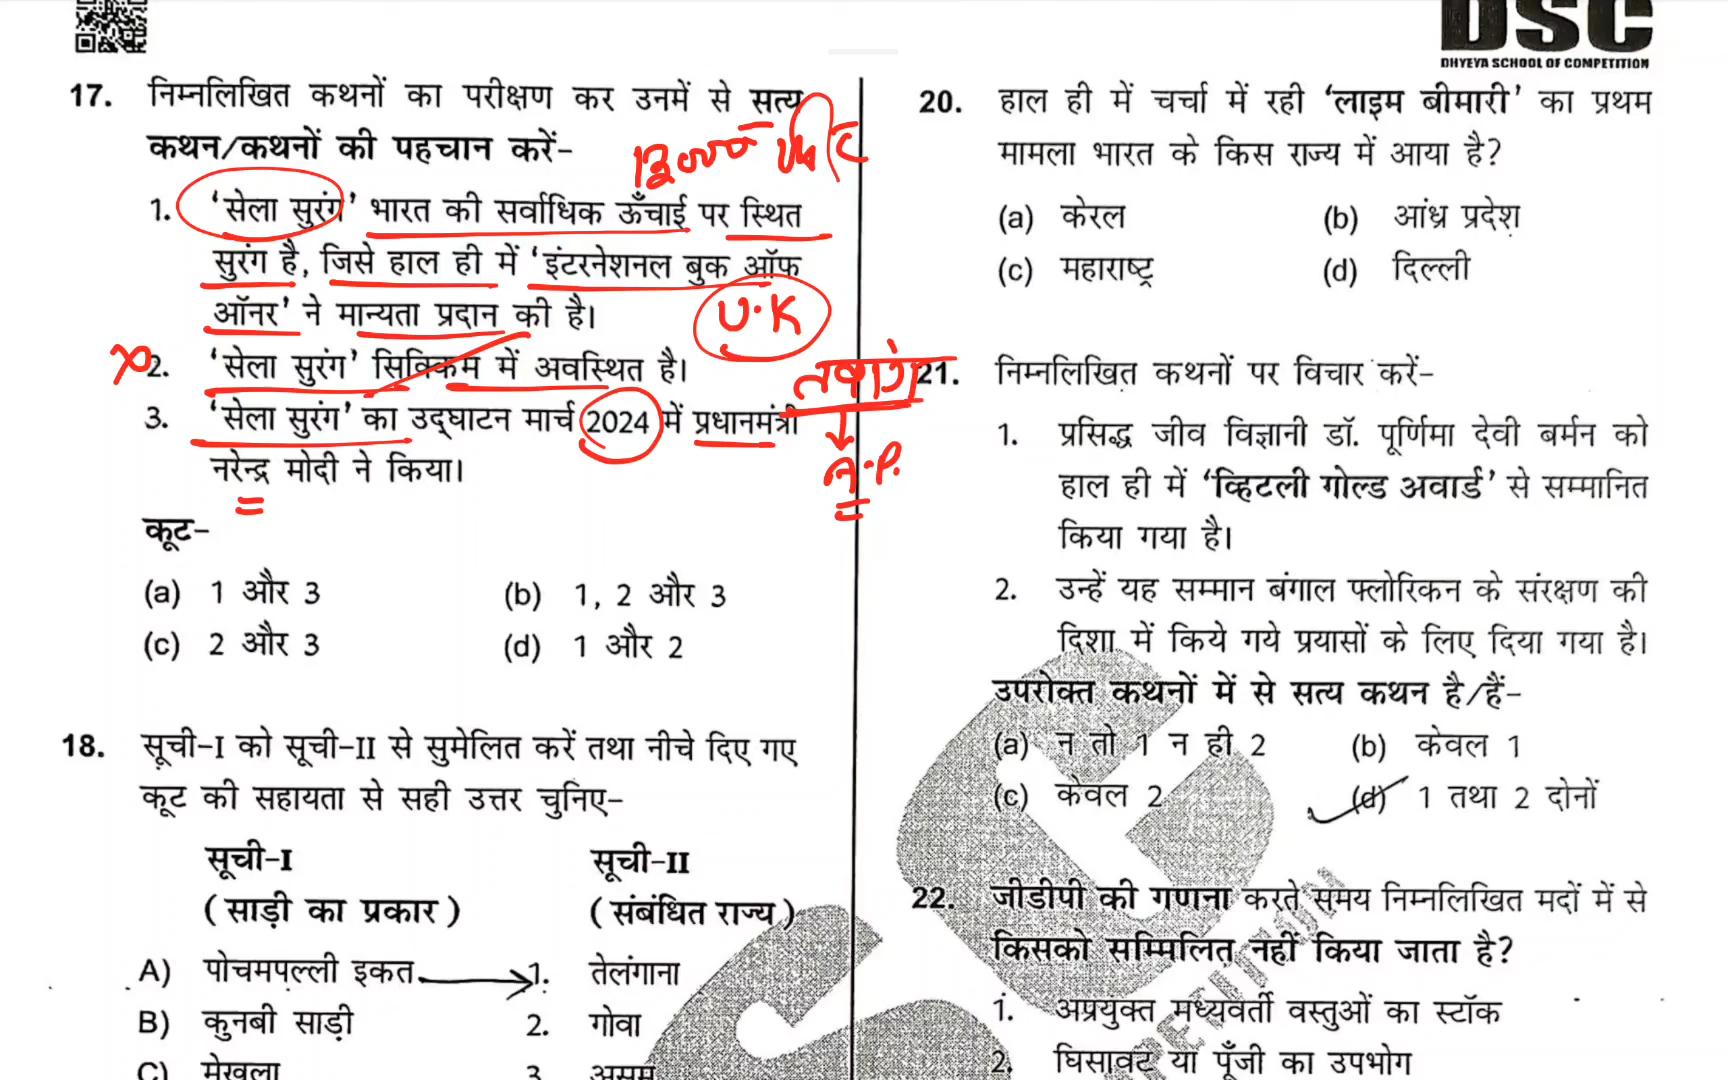 DSC
DHYEYA SCHOOL OF COMPETITION
17. निम्नलिखित कथनों का परीक्षण कर उनमें से सत्य
कथन/कथनों की पहचान करें-
13000 फीट
1. 'सेला सुरंग' भारत की सर्वाधिक ऊँचाई पर स्थित
सुरंग है, जिसे हाल ही में 'इंटरनेशनल बुक ऑफ
ऑनर' ने मान्यता प्रदान की है।
U.K
2. 'सेला सुरंग' सिक्किम में अवस्थित है।
तवांग
3. 'सेला सुरंग' का उद्घाटन मार्च 2024 में प्रधानमंत्री
नरेन्द्र मोदी ने किया।
A.P.
कूट-
(a) 1 और 3 (b) 1, 2 और 3
(c) 2 और 3 (d) 1 और 2
18. सूची-I को सूची-II से सुमेलित करें तथा नीचे दिए गए
कूट की सहायता से सही उत्तर चुनिए-
सूची-I सूची-II
(साड़ी का प्रकार) (संबंधित राज्य)
A) पोचमपल्ली इकत 1. तेलंगाना
B) कुनबी साड़ी 2. गोवा
C) मेखला 3. असम
20. हाल ही में चर्चा में रही 'लाइम बीमारी' का प्रथम
मामला भारत के किस राज्य में आया है?
(a) केरल (b) आंध्र प्रदेश
(c) महाराष्ट्र (d) दिल्ली
21. निम्नलिखित कथनों पर विचार करें-
1. प्रसिद्ध जीव विज्ञानी डॉ. पूर्णिमा देवी बर्मन को
हाल ही में 'व्हिटली गोल्ड अवार्ड' से सम्मानित
किया गया है।
2. उन्हें यह सम्मान बंगाल फ्लोरिकन के संरक्षण की
दिशा में किये गये प्रयासों के लिए दिया गया है।
उपरोक्त कथनों में से सत्य कथन है/हैं-
(a) न तो 1 न ही 2 (b) केवल 1
(c) केवल 2 (d) 1 तथा 2 दोनों
22. जीडीपी की गणना करते समय निम्नलिखित मदों में से
किसको सम्मिलित नहीं किया जाता है?
1. अप्रयुक्त मध्यवर्ती वस्तुओं का स्टॉक
2. घिसावट या पूँजी का उपभोग